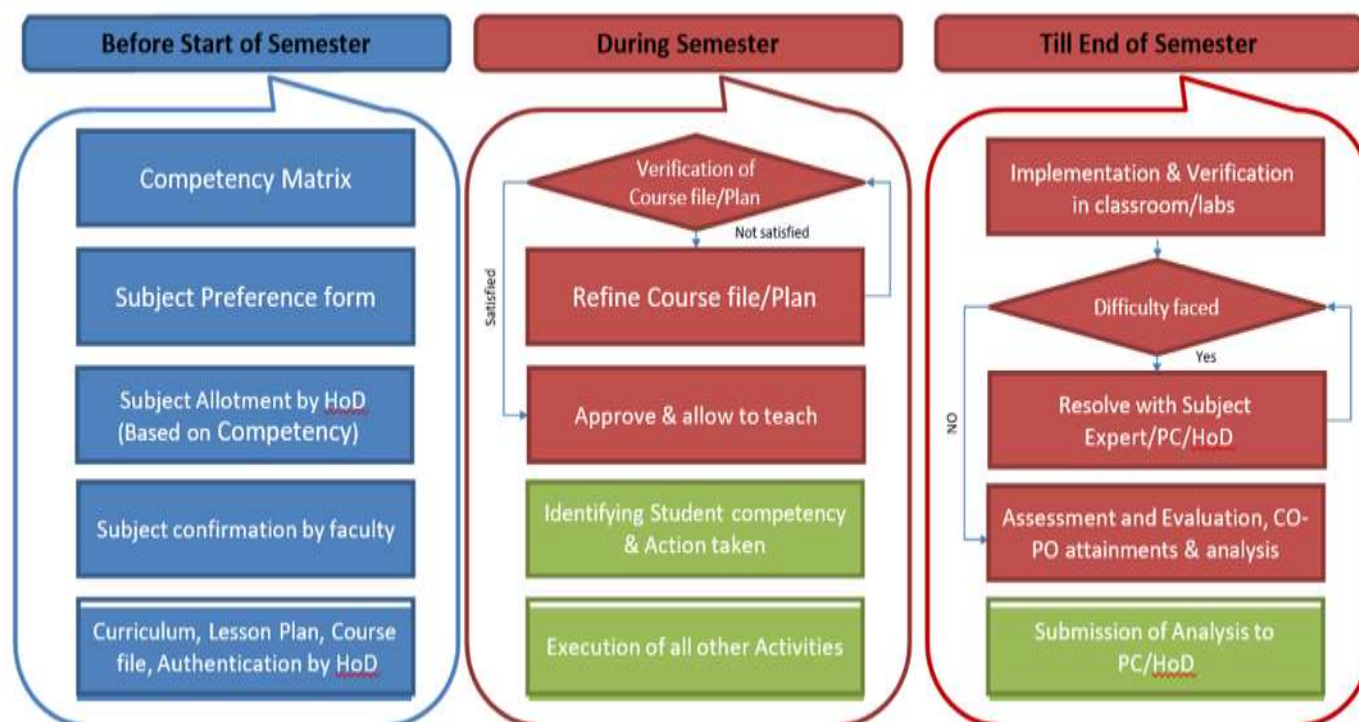 Before Start of Semester
Competency Matrix
Subject Preference form
Subject Allotment by HoD
(Based on Competency)
Subject confirmation by faculty
Curriculum, Lesson Plan, Course
file, Authentication by HoD
During Semester
Verification of
Course file/Plan
Not satisfied
Satisfied
Refine Course file/Plan
Approve & allow to teach
Identifying Student competency
& Action taken
Execution of all other Activities
Till End of Semester
Implementation & Verification
in classroom/labs
Difficulty faced
Yes
NO
Resolve with Subject
Expert/PC/HoD
Assessment and Evaluation, CO-
PO attainments & analysis
Submission of Analysis to
PC/HoD